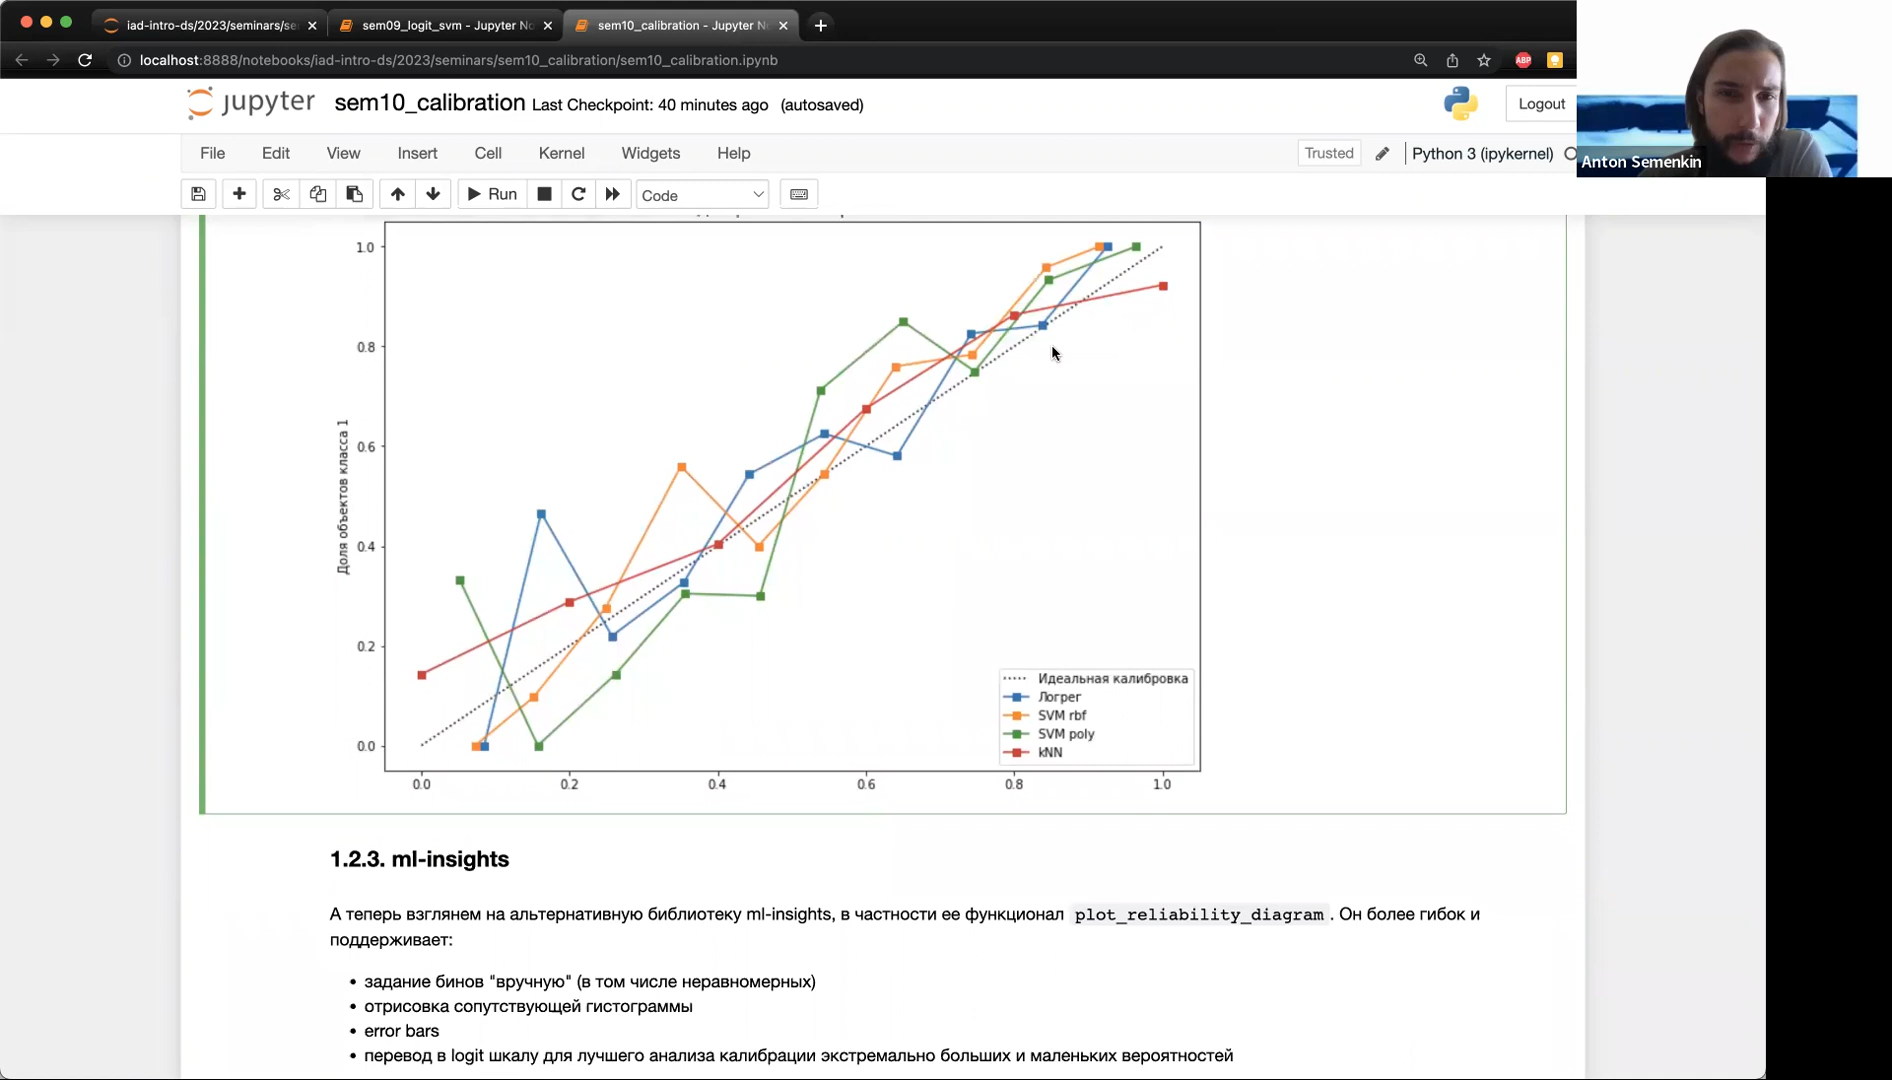 iad-intro-ds/2023/seminars/se
sem09_logit_svm - Jupyter No
sem10_calibration - Jupyter N
localhost:8888/notebooks/iad-intro-ds/2023/seminars/sem10_calibration/sem10_calibration.ipynb
ABP
jupyter sem10_calibration Last Checkpoint: 40 minutes ago (autosaved)
Logout
Anton Semenkin
File Edit View Insert Cell Kernel Widgets Help
Trusted
Python 3 (ipykernel)
Run
Code
1.0
0.8
0.6
0.4
0.2
0.0
Доля объектов класса 1
Идеальная калибровка
Логрег
SVM rbf
SVM poly
kNN
0.0 0.2 0.4 0.6 0.8 1.0
1.2.3. ml-insights
А теперь взглянем на альтернативную библиотеку ml-insights, в частности ее функционал plot_reliability_diagram . Он более гибок и
поддерживает:
• задание бинов "вручную" (в том числе неравномерных)
• отрисовка сопутствующей гистограммы
• error bars
• перевод в logit шкалу для лучшего анализа калибрации экстремально больших и маленьких вероятностей